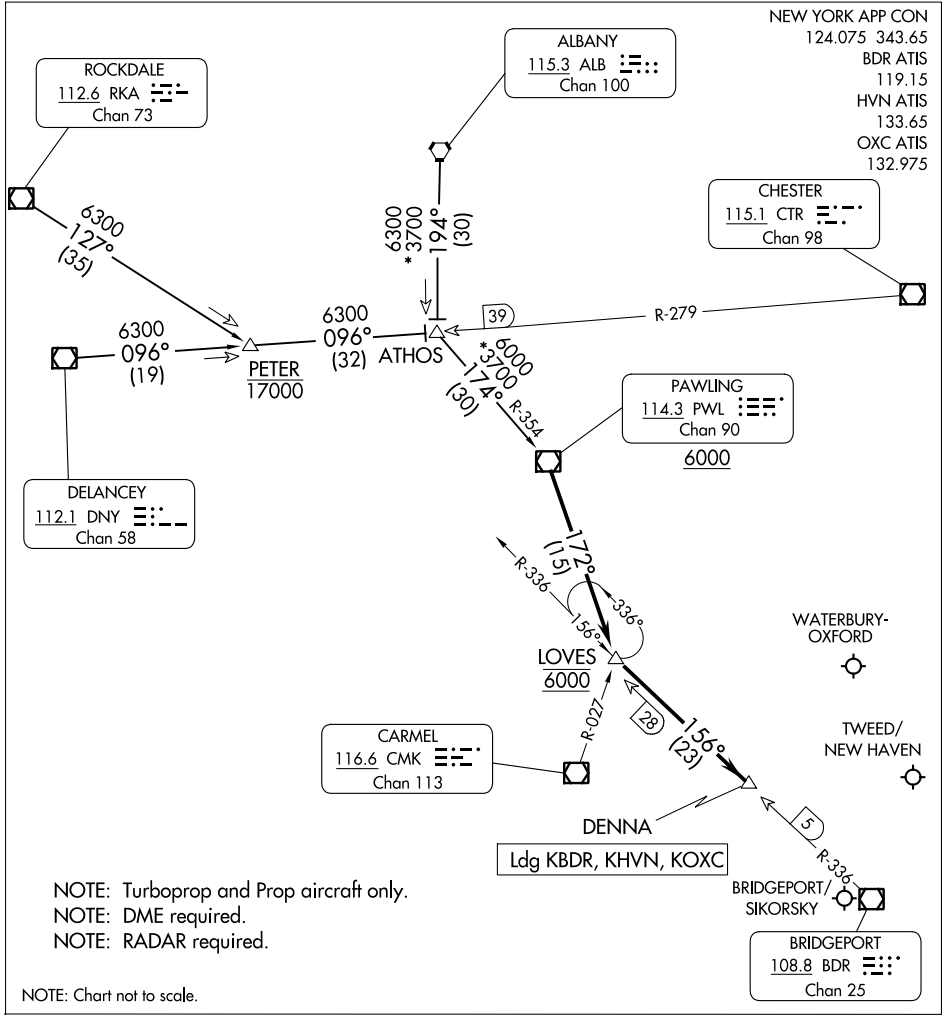 NEW YORK APP CON
124.075 343.65
BDR ATIS
119.15
HVN ATIS
133.65
OXC ATIS
132.975
ROCKDALE
112.6 RKA
Chan 73
ALBANY
115.3 ALB
Chan 100
CHESTER
115.1 CTR
Chan 98
6300
127°
(35)
6300
*3700
194°
(30)
39
R-279
6300
096°
(19)
PETER
17000
6300
096°
(32)
ATHOS
6000
*3700
174°
(30)
R-354
PAWLING
114.3 PWL
Chan 90
6000
DELANCEY
112.1 DNY
Chan 58
172°
(15)
R-336
156°
336°
LOVES
6000
WATERBURY-
OXFORD
R-027
28
156°
(23)
CARMEL
116.6 CMK
Chan 113
TWEED/
NEW HAVEN
DENNA
Ldg KBDR, KHVN, KOXC
5
R-336
BRIDGEPORT/
SIKORSKY
BRIDGEPORT
108.8 BDR
Chan 25
NOTE: Turboprop and Prop aircraft only.
NOTE: DME required.
NOTE: RADAR required.
NOTE: Chart not to scale.